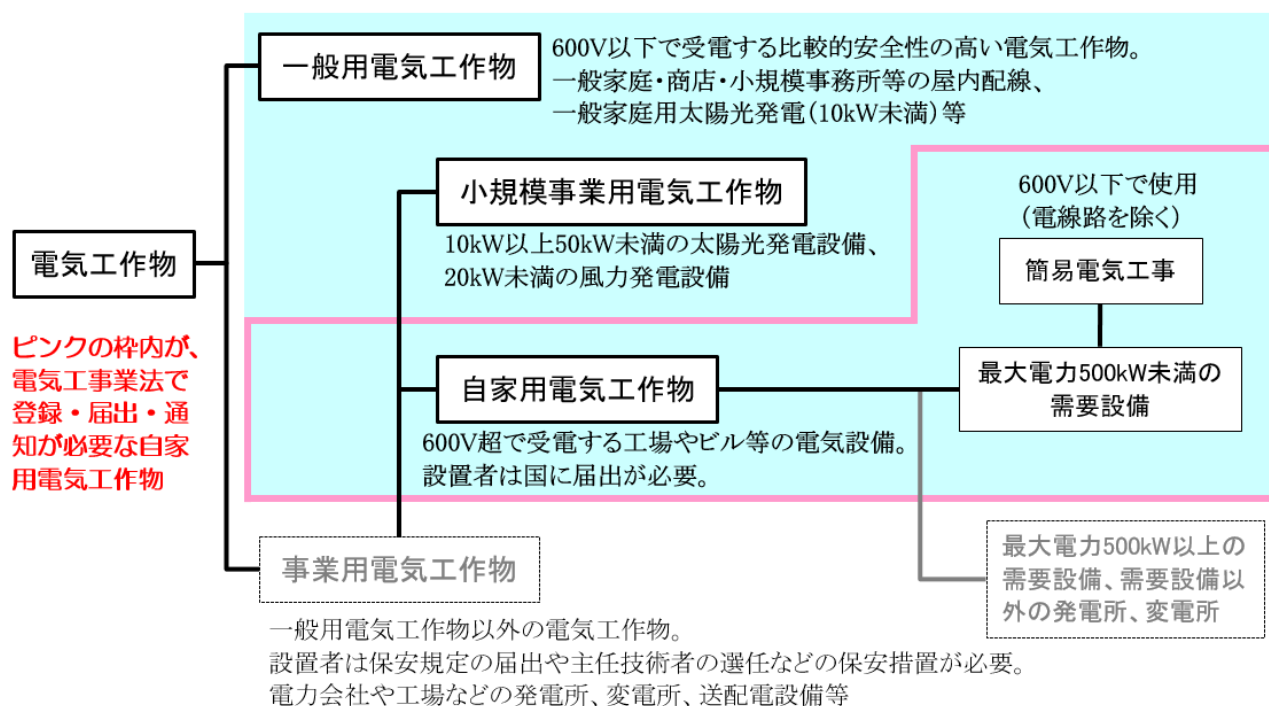 一般用電気工作物
600V以下で受電する比較的安全性の高い電気工作物。
一般家庭・商店・小規模事務所等の屋内配線、
一般家庭用太陽光発電(10kW未満)等
小規模事業用電気工作物
10kW以上50kW未満の太陽光発電設備、
20kW未満の風力発電設備
600V以下で使用
(電線路を除く)
簡易電気工事
電気工作物
ピンクの枠内が、
電気工事業法で
登録・届出・通
知が必要な自家
用電気工作物
自家用電気工作物
600V超で受電する工場やビル等の電気設備。
設置者は国に届出が必要。
最大電力500kW未満の
需要設備
事業用電気工作物
一般用電気工作物以外の電気工作物。
設置者は保安規定の届出や主任技術者の選任などの保安措置が必要。
電力会社や工場などの発電所、変電所、送配電設備等
最大電力500kW以上の
需要設備、需要設備以
外の発電所、変電所